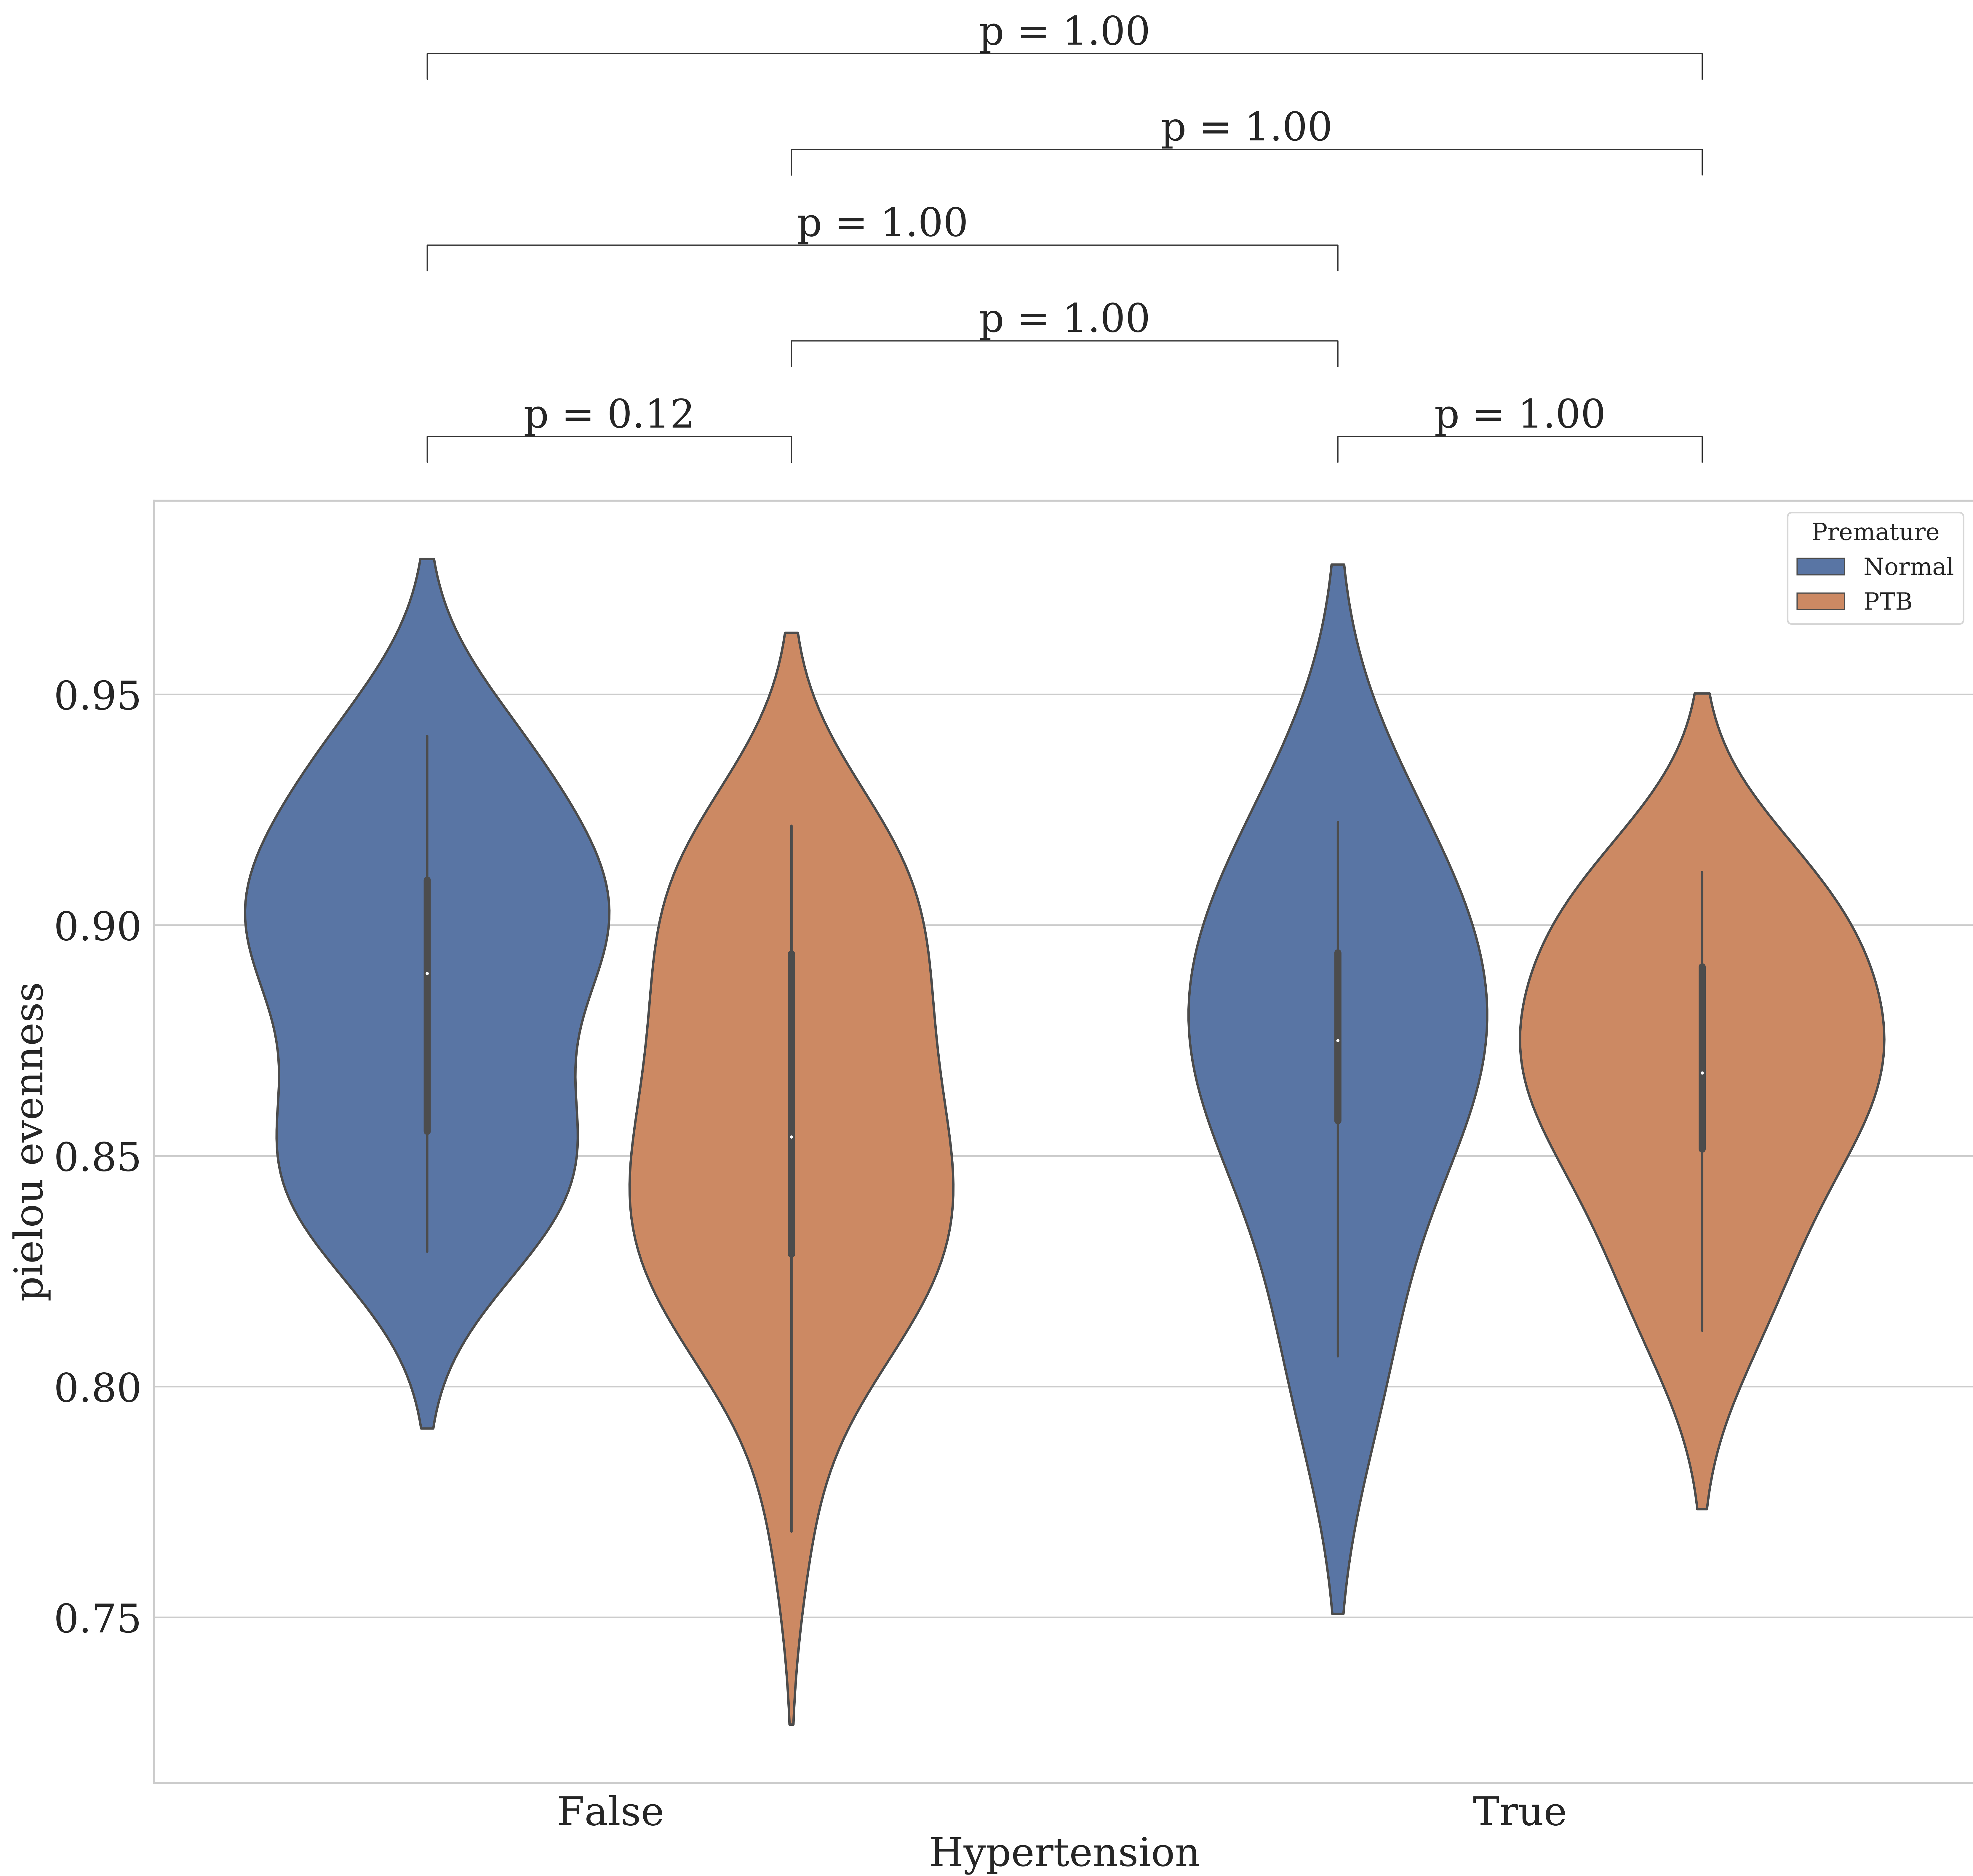 p = 1.00
p = 1.00
p = 1.00
p = 1.00
p = 0.12
p = 1.00
Premature
Normal
PTB
0.95
0.90
0.85
0.80
0.75
pielou evenness
False
True
Hypertension